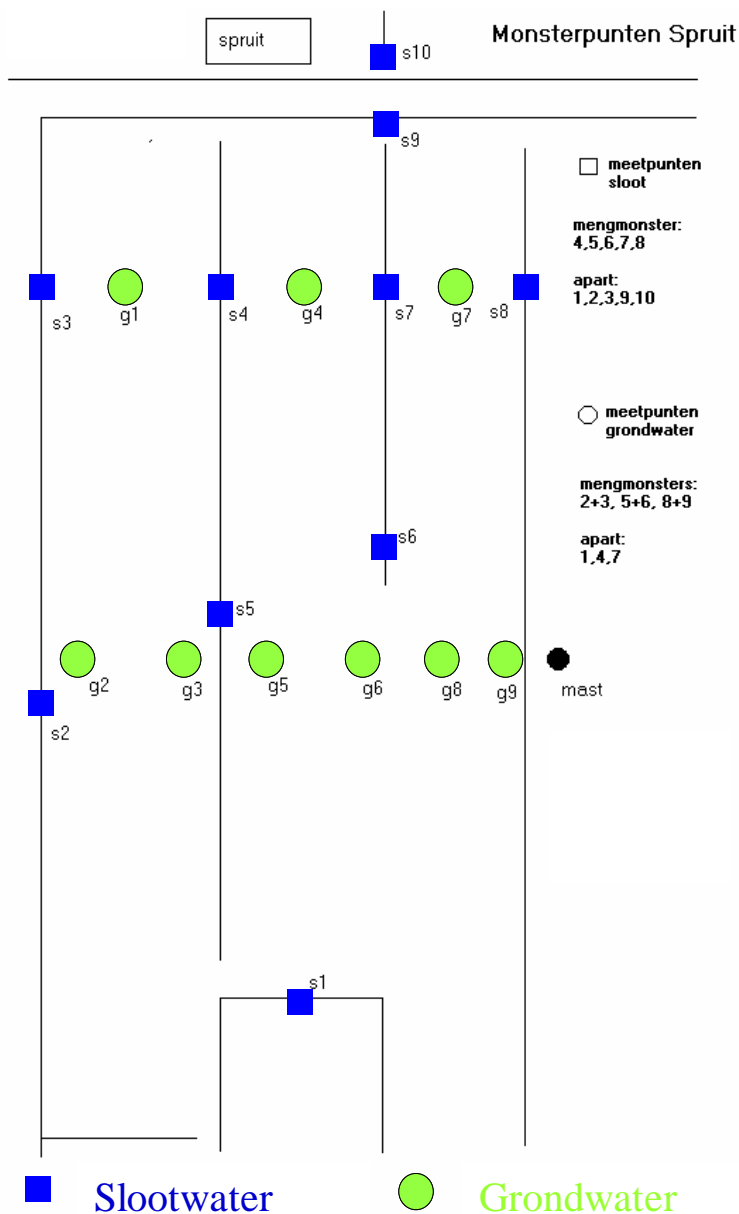 Monsterpunten Spruit
spruit
s10
s9
meetpunten
sloot
mengmonster:
4,5,6,7,8
apart:
1,2,3,9,10
s3
g1
s4
g4
s7
g7
s8
meetpunten
grondwater
mengmonsters:
2+3, 5+6, 8+9
apart:
1,4,7
s6
s5
g2
g3
g5
g6
g8
g9
mast
s2
s1
Slootwater
Grondwater